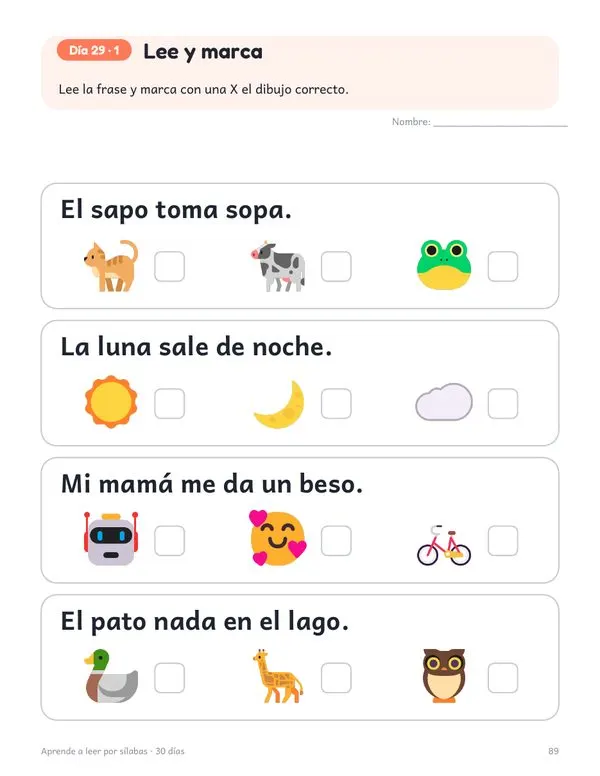 Día 29 · 1
Lee y marca
Lee la frase y marca con una X el dibujo correcto.
Nombre:
El sapo toma sopa.
La luna sale de noche.
Mi mamá me da un beso.
El pato nada en el lago.
Aprende a leer por sílabas · 30 días
89